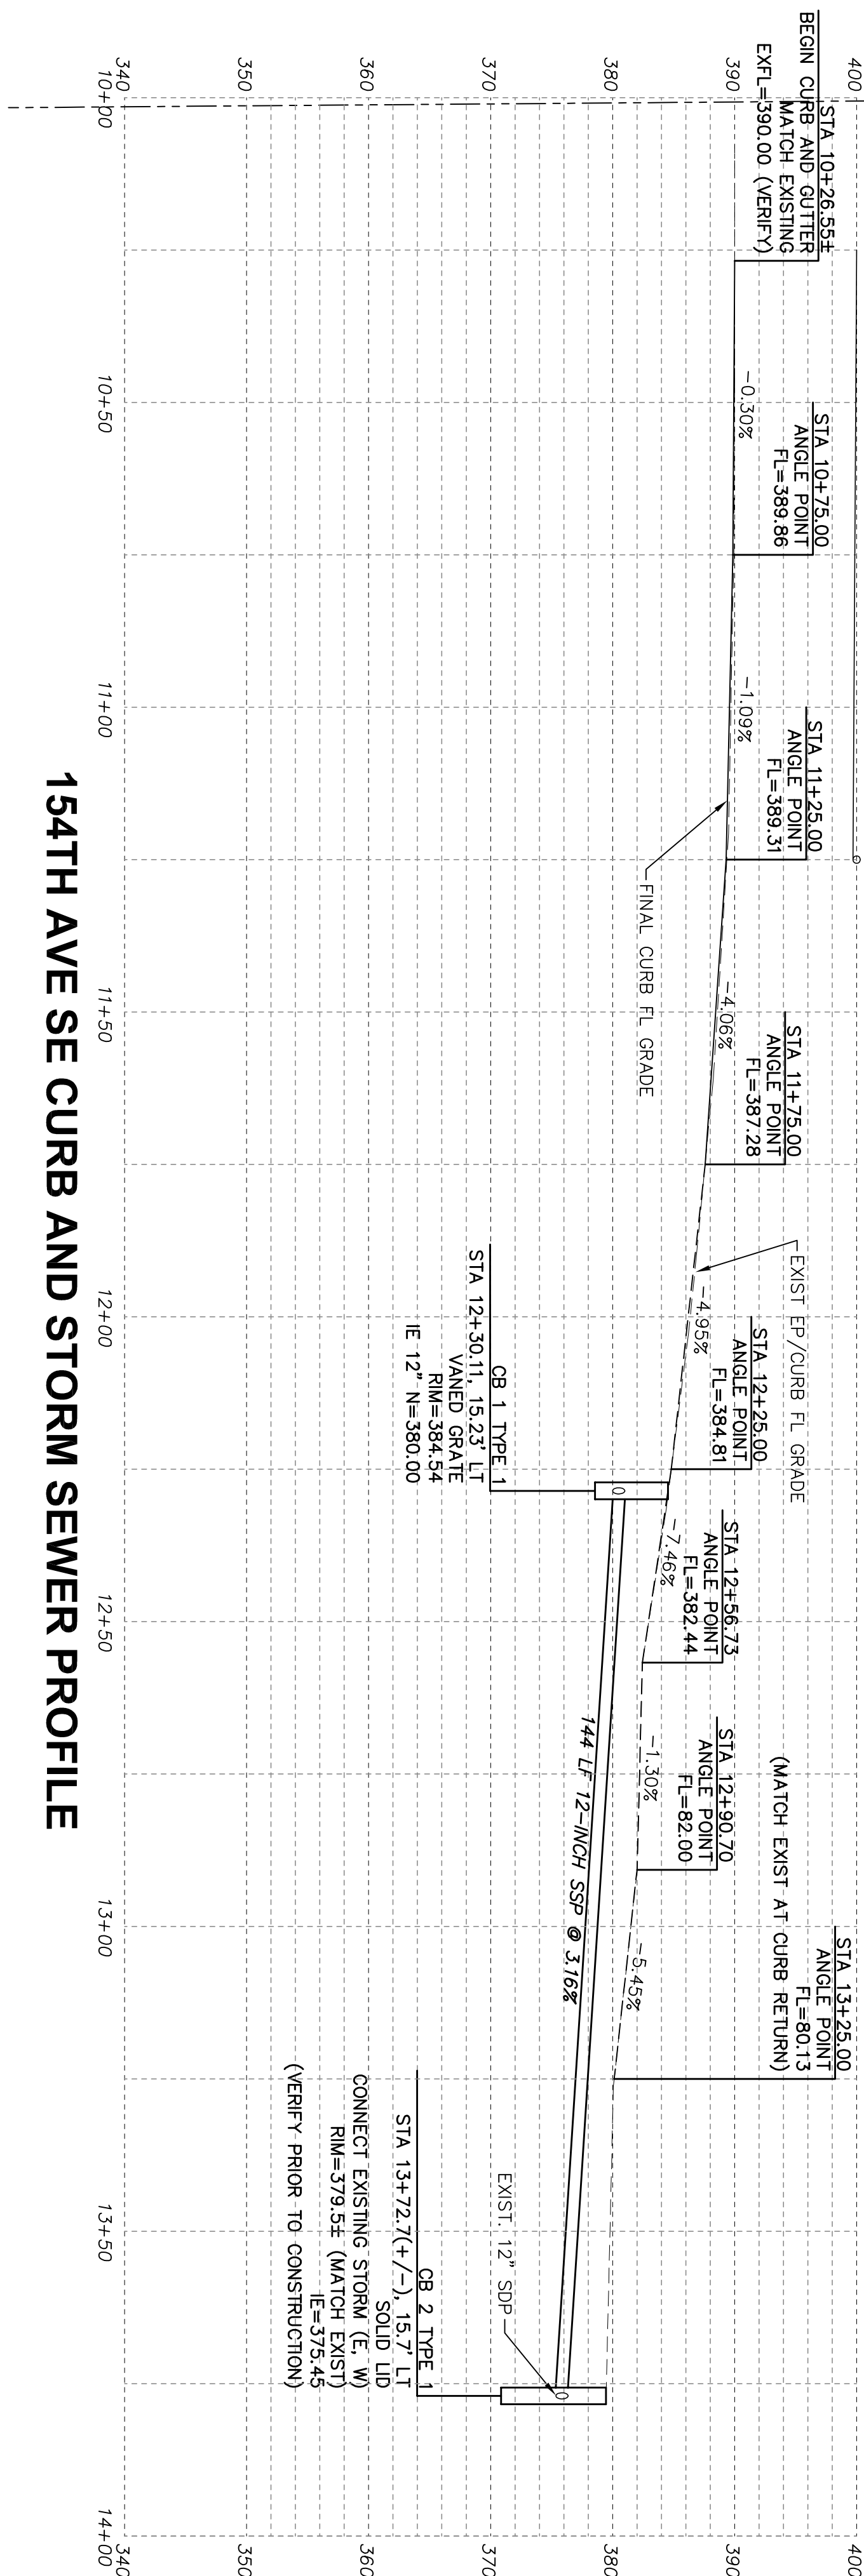 400
390
380
370
360
350
340
STA 10+26.55±
BEGIN CURB AND GUTTER
MATCH EXISTING
EXFL=390.00 (VERIFY)
-0.30%
STA 10+75.00
ANGLE POINT
FL=389.86
-1.09%
STA 11+25.00
ANGLE POINT
FL=389.31
FINAL CURB FL GRADE
-4.06%
STA 11+75.00
ANGLE POINT
FL=387.28
EXIST EP/CURB FL GRADE
-4.95%
STA 12+25.00
ANGLE POINT
FL=384.81
CB 1 TYPE 1
STA 12+30.11, 15.23' LT
VANED GRATE
RIM=384.54
IE 12" N=380.00
-7.46%
STA 12+56.73
ANGLE POINT
FL=382.44
-1.30%
STA 12+90.70
ANGLE POINT
FL=82.00
144 LF 12-INCH SSP @ 3.16%
-5.45%
STA 13+25.00
ANGLE POINT
FL=80.13
(MATCH EXIST AT CURB RETURN)
EXIST. 12" SDP
CB 2 TYPE 1
STA 13+72.7(+/-), 15.7' LT
SOLID LID
CONNECT EXISTING STORM (E, W)
RIM=379.5± (MATCH EXIST)
IE=375.45
(VERIFY PRIOR TO CONSTRUCTION)
400
390
380
370
360
350
340
10+00
10+50
11+00
11+50
12+00
12+50
13+00
13+50
14+00
154TH AVE SE CURB AND STORM SEWER PROFILE